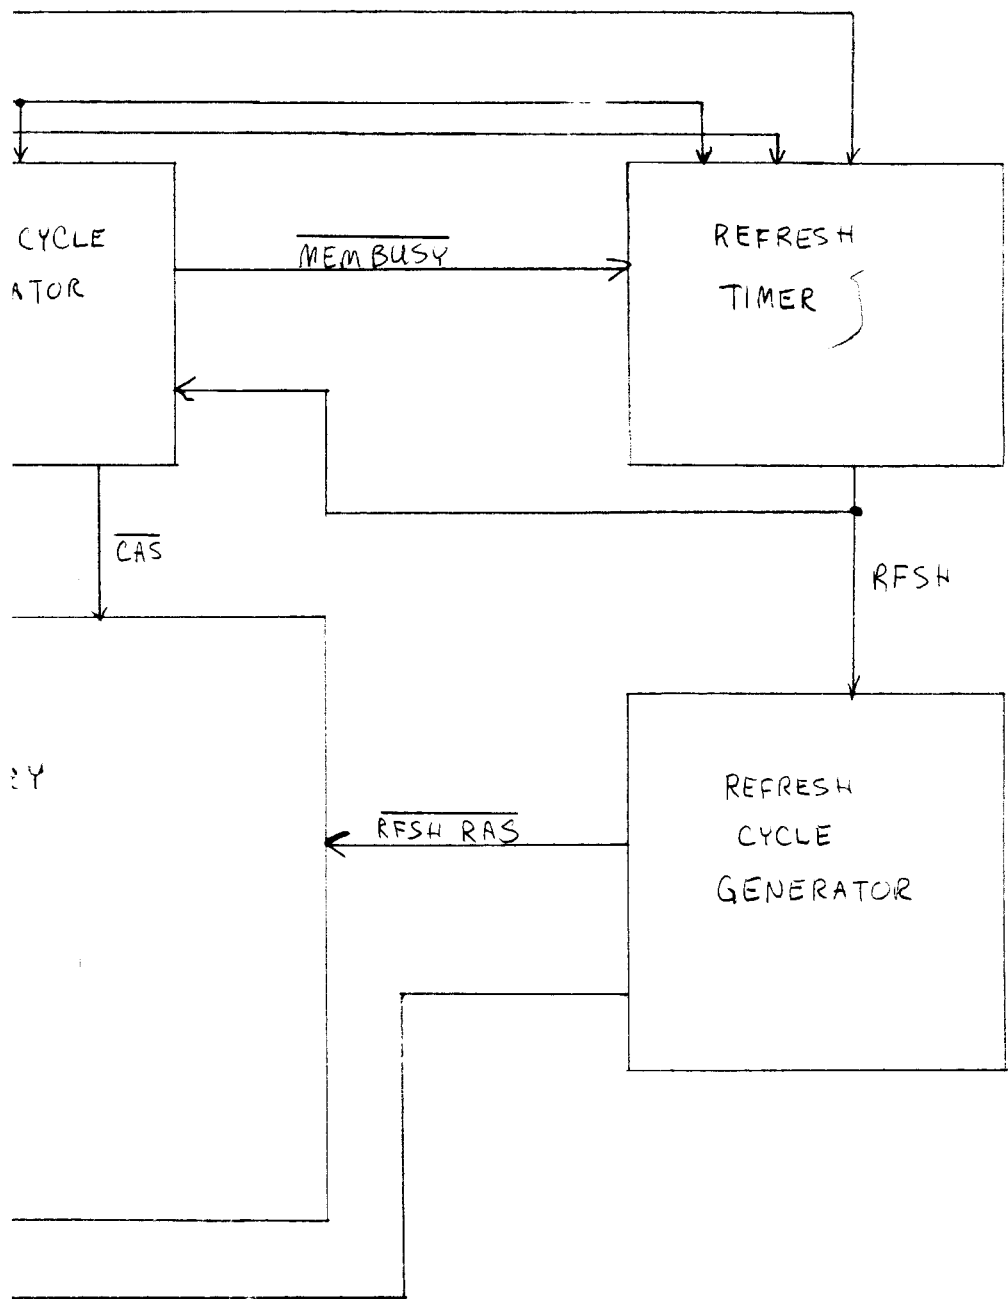 CYCLE
ATOR
MEMBUSY
REFRESH
TIMER
CAS
RFSH
RFSH RAS
REFRESH
CYCLE
GENERATOR